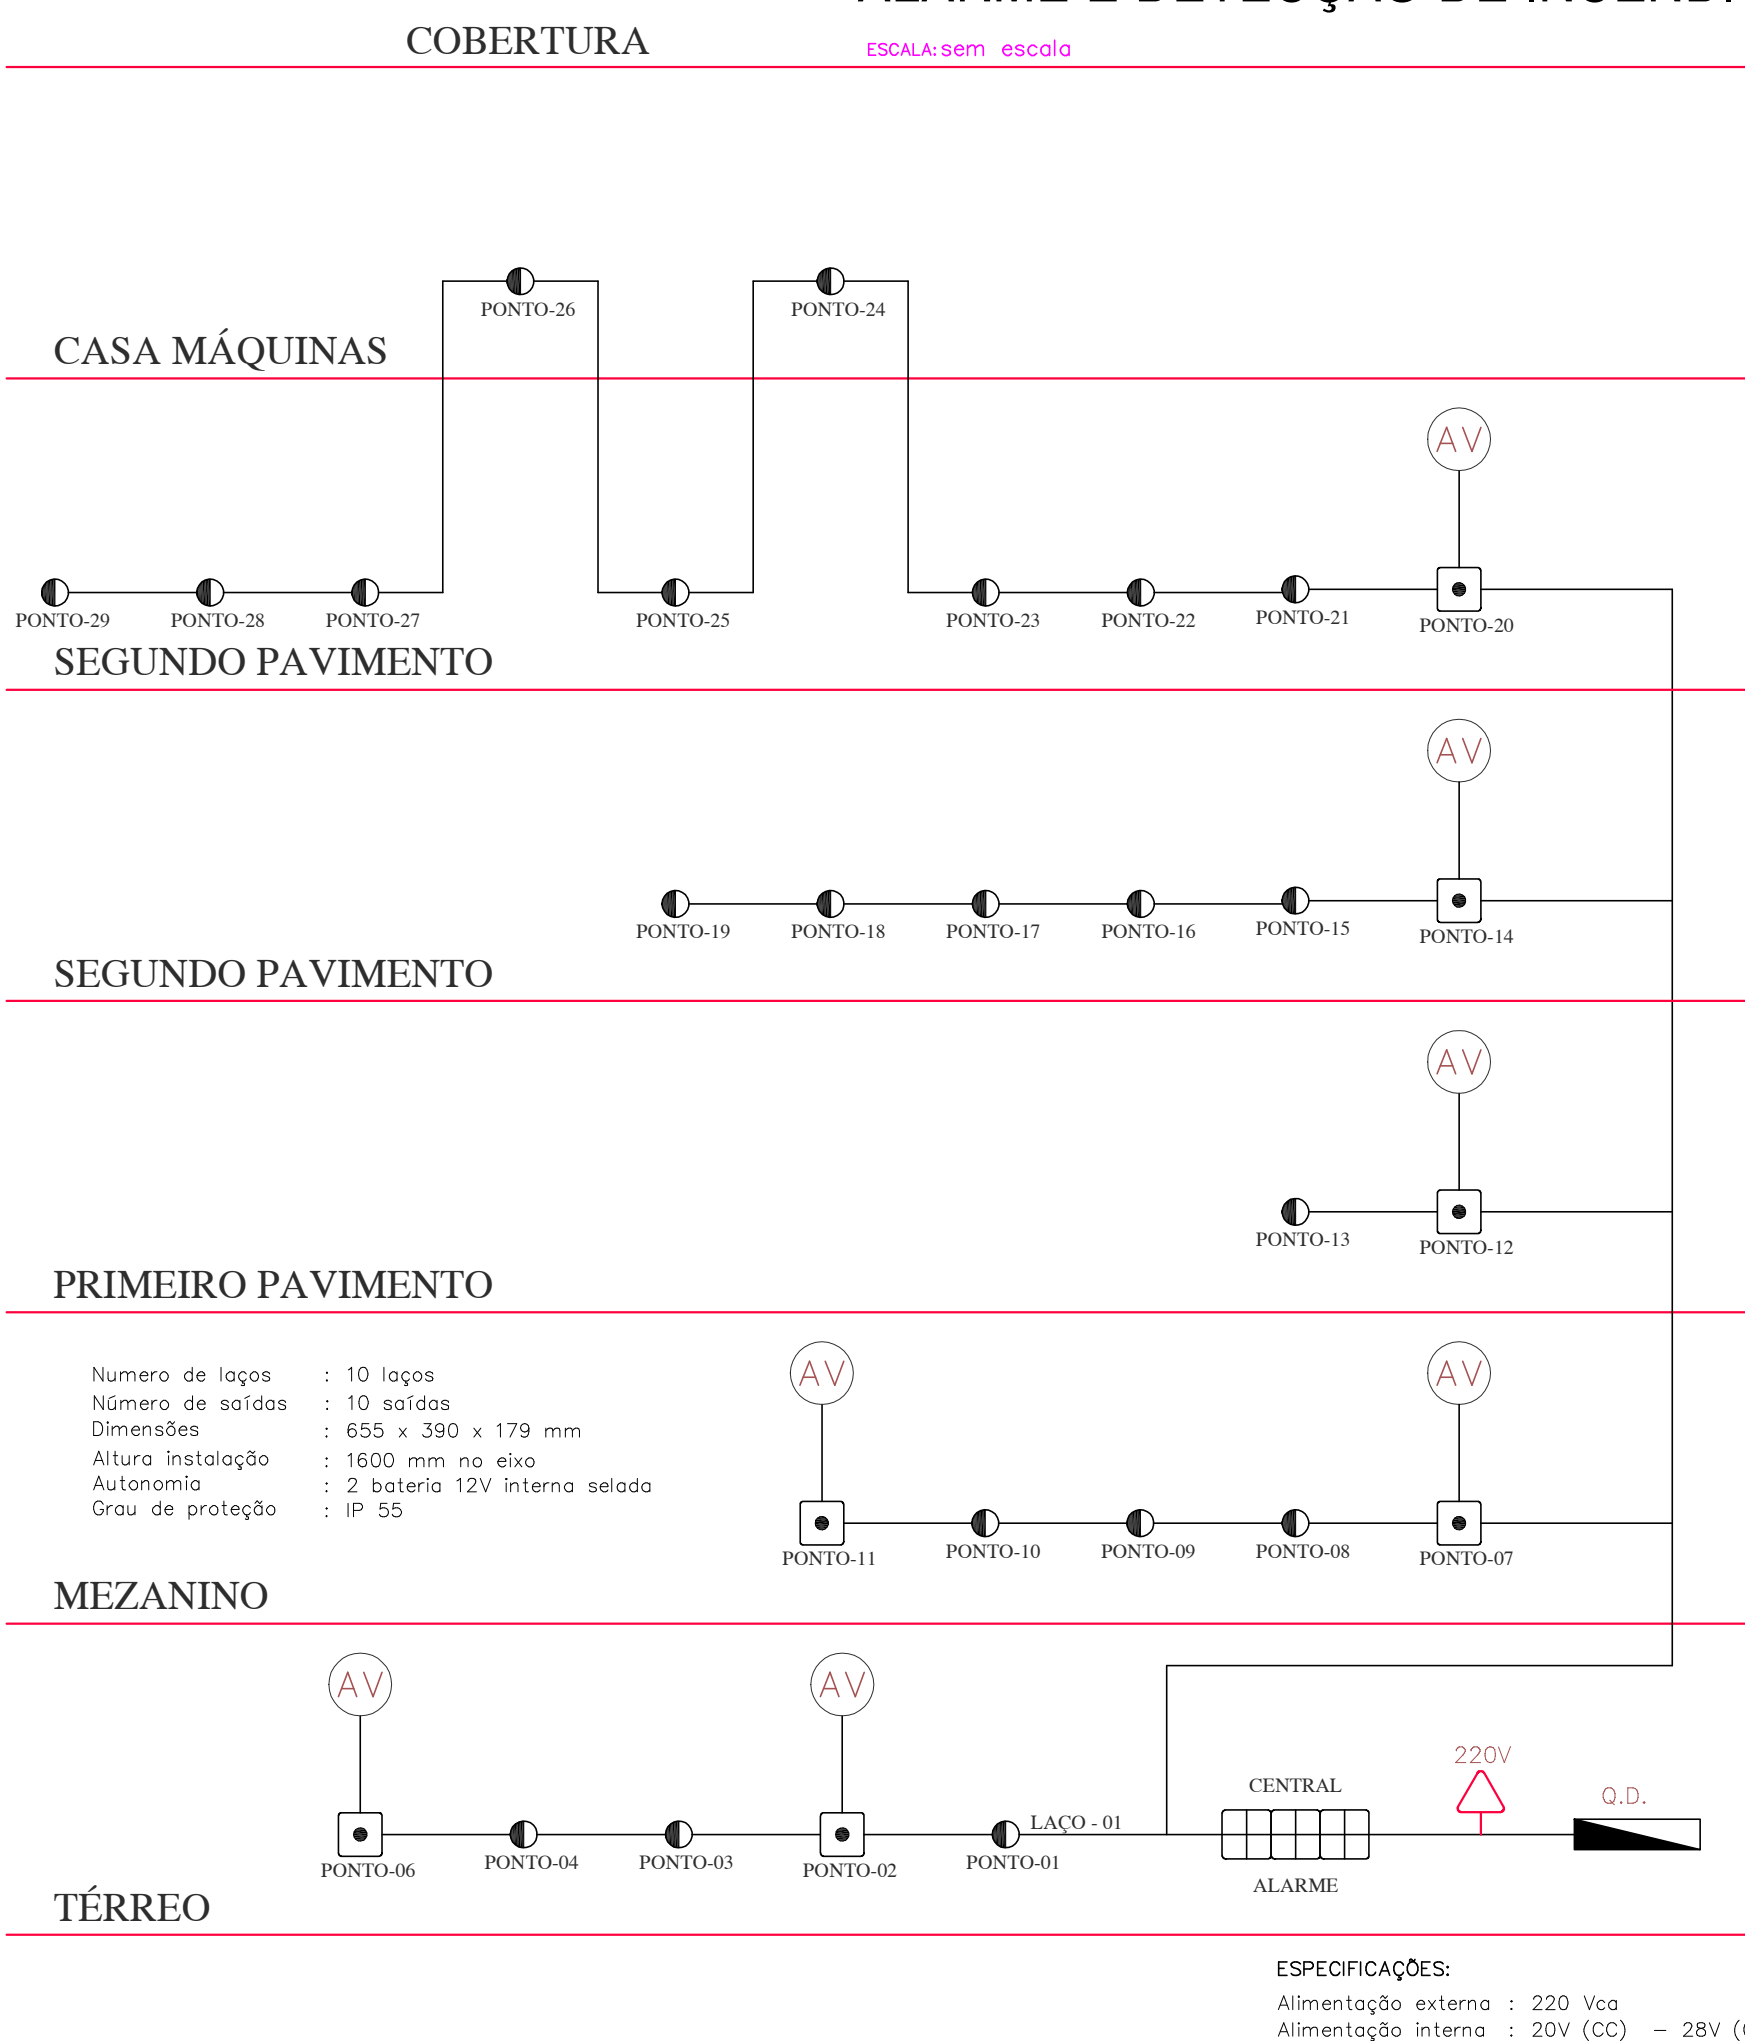 COBERTURA
ESCALA: sem escala
PONTO-26
PONTO-24
CASA MÁQUINAS
AV
PONTO-29
PONTO-28
PONTO-27
PONTO-25
PONTO-23
PONTO-22
PONTO-21
PONTO-20
SEGUNDO PAVIMENTO
AV
PONTO-19
PONTO-18
PONTO-17
PONTO-16
PONTO-15
PONTO-14
SEGUNDO PAVIMENTO
AV
PONTO-13
PONTO-12
PRIMEIRO PAVIMENTO
Numero de laços : 10 laços
Número de saídas : 10 saídas
Dimensões : 655 x 390 x 179 mm
Altura instalação : 1600 mm no eixo
Autonomia : 2 bateria 12V interna selada
Grau de proteção : IP 55
AV
AV
PONTO-11
PONTO-10
PONTO-09
PONTO-08
PONTO-07
MEZANINO
AV
AV
220V
Q.D.
CENTRAL
LAÇO - 01
PONTO-06
PONTO-04
PONTO-03
PONTO-02
PONTO-01
ALARME
TÉRREO
ESPECIFICAÇÕES:
Alimentação externa : 220 Vca
Alimentação interna : 20V (CC) - 28V